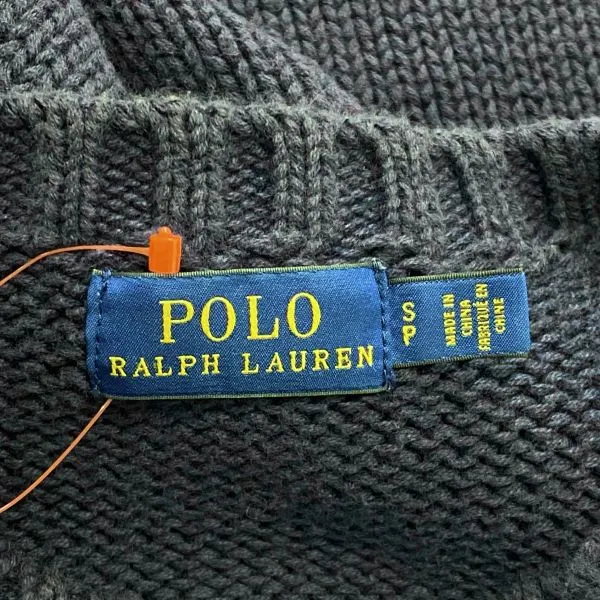 POLO
RALPH LAUREN
S
P
MADE IN
CHINA
FABRIQUÉ EN
CHINE